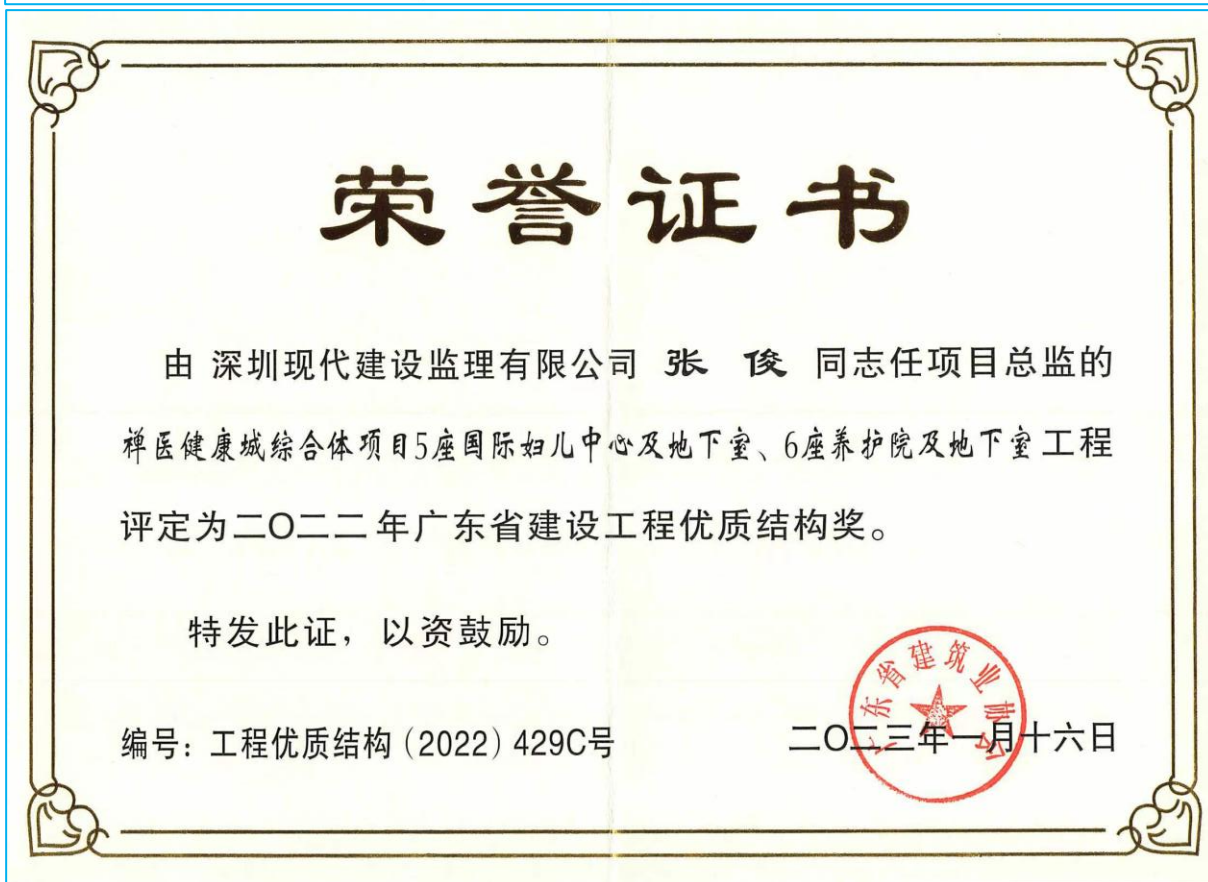 荣誉证书
由 深圳现代建设监理有限公司 张 俊 同志任项目总监的
禅医健康城综合体项目5座国际妇儿中心及地下室、6座养护院及地下室工程
评定为二〇二二年广东省建设工程优质结构奖。
特发此证，以资鼓励。
广东省建筑业协会
编号：工程优质结构（2022）429C号
二〇二三年一月十六日